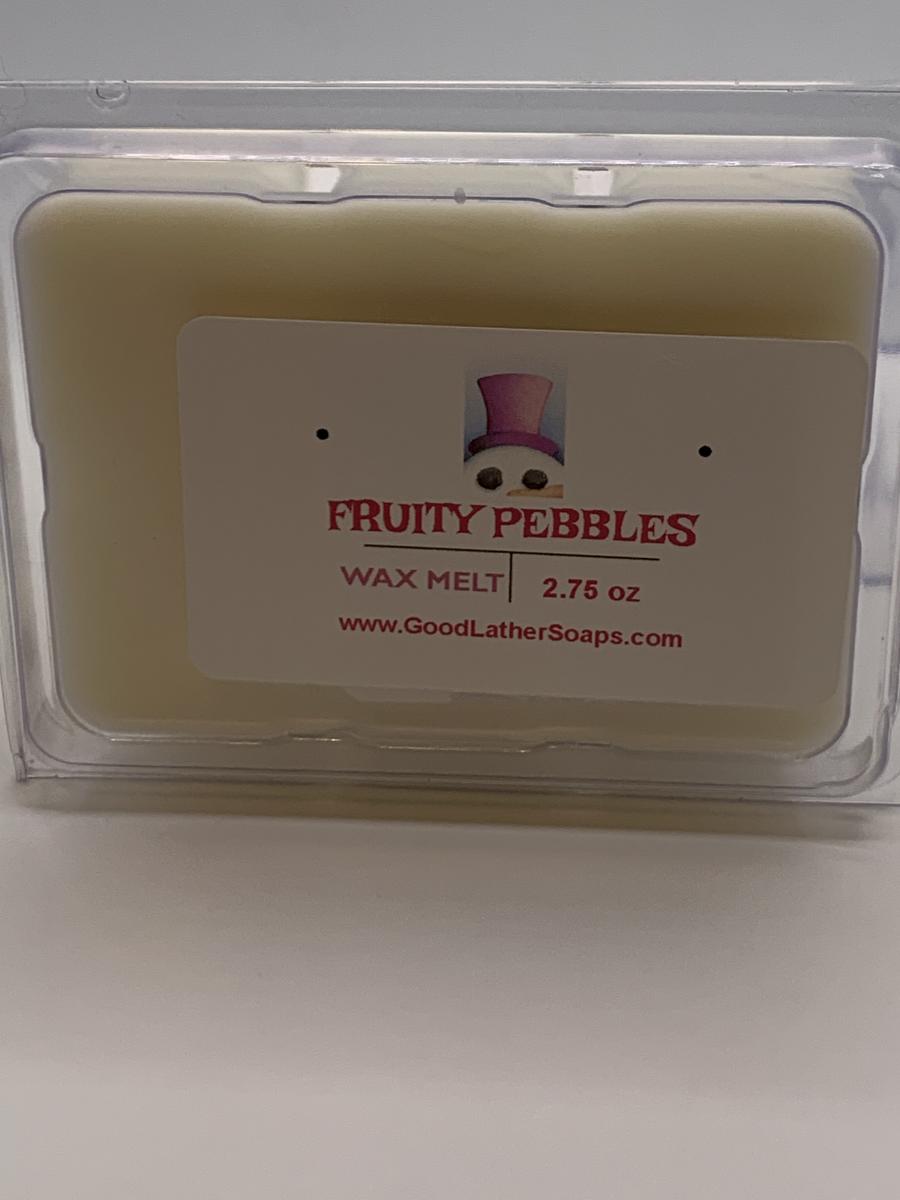 FRUITY PEBBLES
WAX MELT 2.75 oz
www.GoodLatherSoaps.com